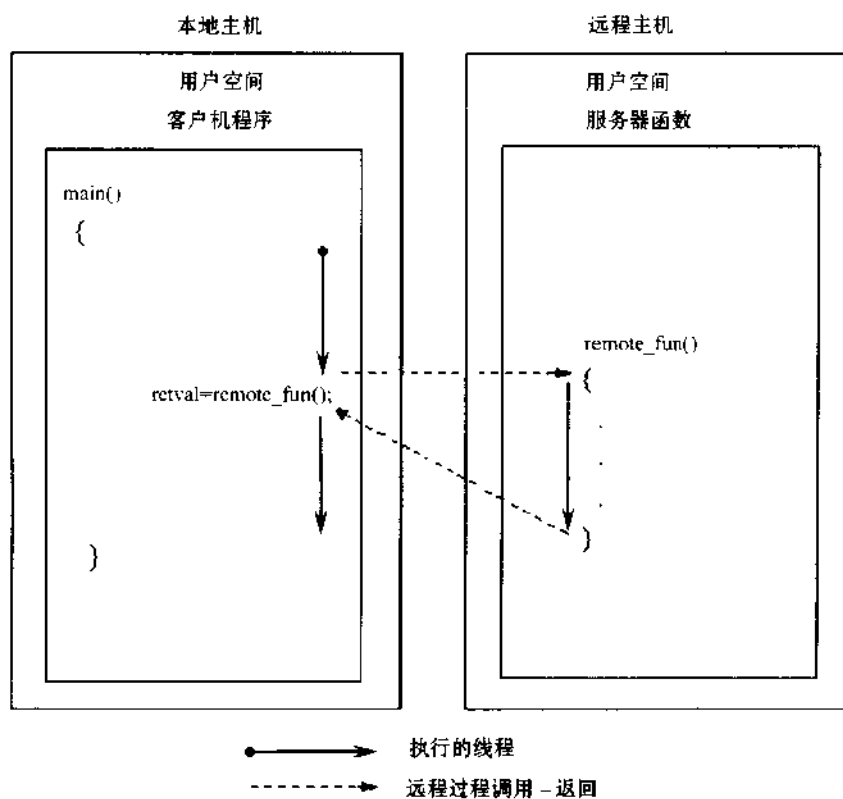 本地主机
远程主机
用户空间
客户机程序
用户空间
服务器函数
main()
{
retval=remote_fun();
}
remote_fun()
{
.
.
.
}
执行的线程
远程过程调用–返回